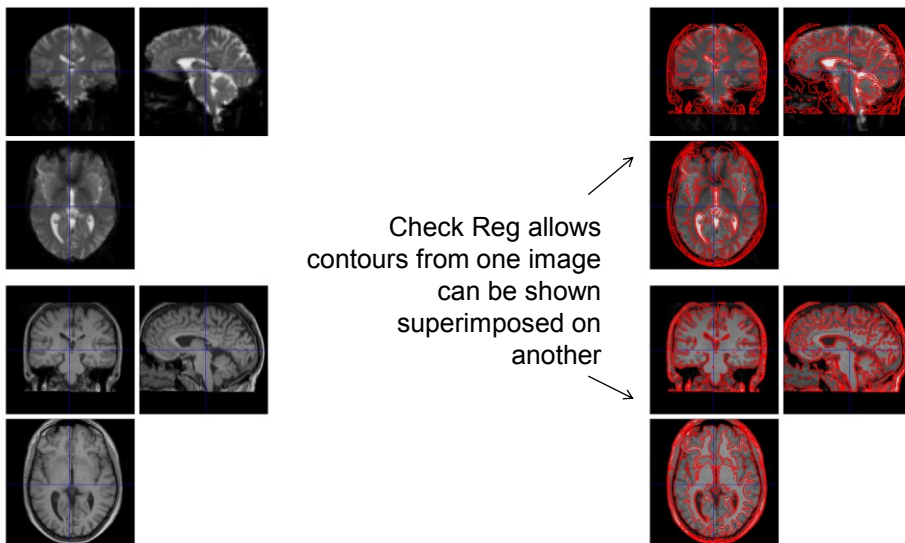 Check Reg allows
contours from one image
can be shown
superimposed on
another